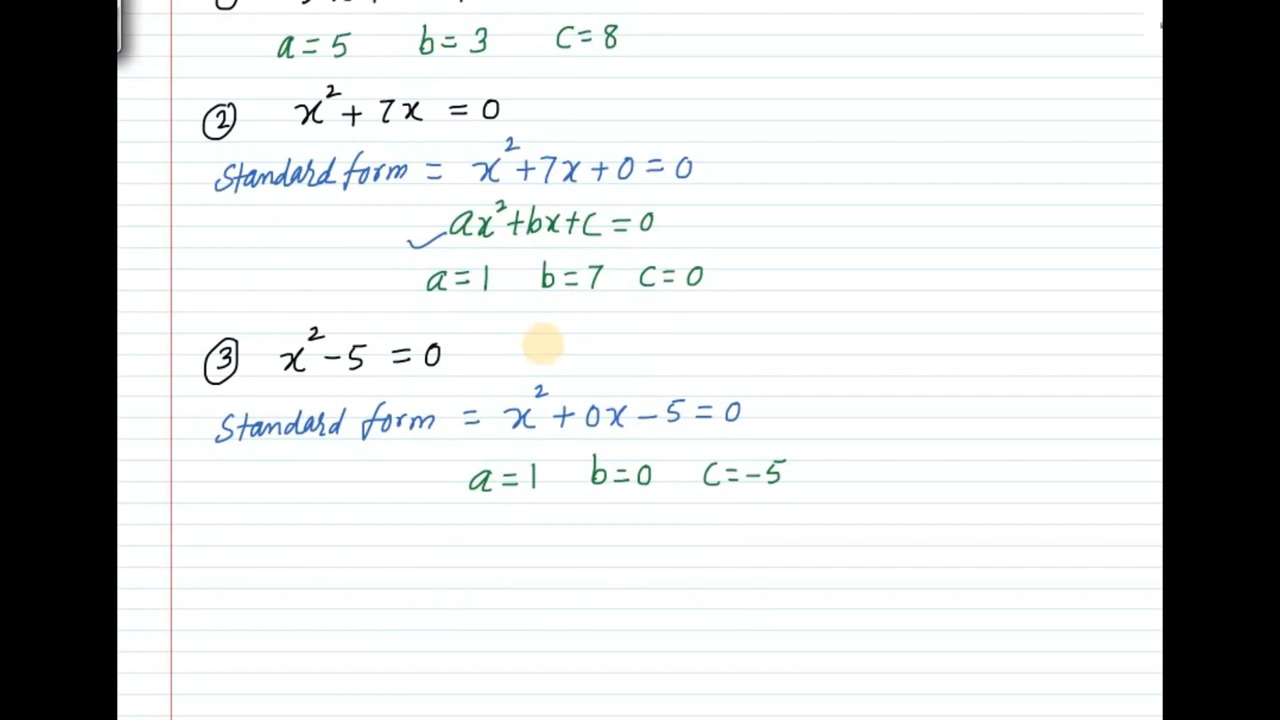 a = 5 b = 3 c = 8
② x² + 7x = 0
Standard form = x² + 7x + 0 = 0
ax² + bx + c = 0
a = 1 b = 7 c = 0
③ x² - 5 = 0
Standard form = x² + 0x - 5 = 0
a = 1 b = 0 c = -5